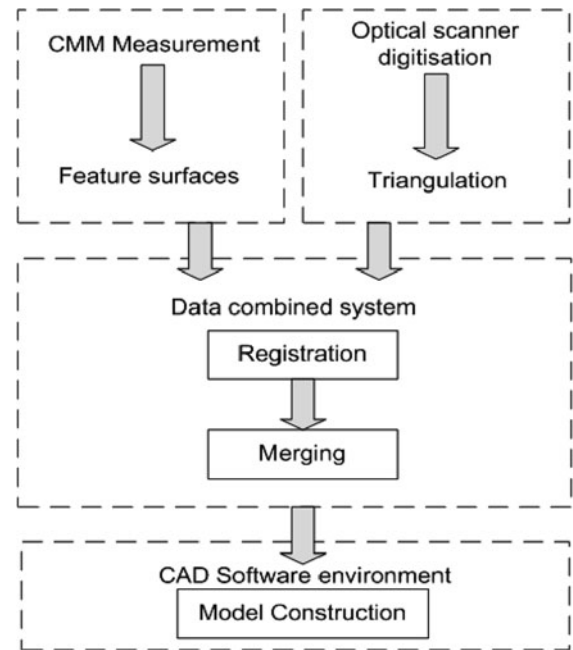 CMM Measurement
Feature surfaces
Optical scanner
digitisation
Triangulation
Data combined system
Registration
Merging
CAD Software environment
Model Construction